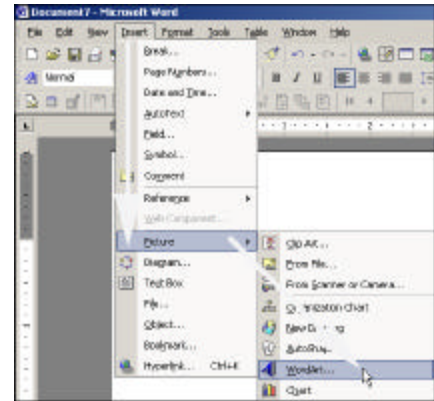 Document7 - Microsoft Word
File Edit View Insert Format Tools Table Window Help
Normal
Break...
Page Numbers...
Date and Time...
AutoText
Field...
Symbol...
Comment
Reference
Web Component...
Picture
Diagram...
Text Box
File...
Object...
Bookmark...
Hyperlink... Ctrl+K
Clip Art...
From File...
From Scanner or Camera...
Chart
WordArt...
Chart